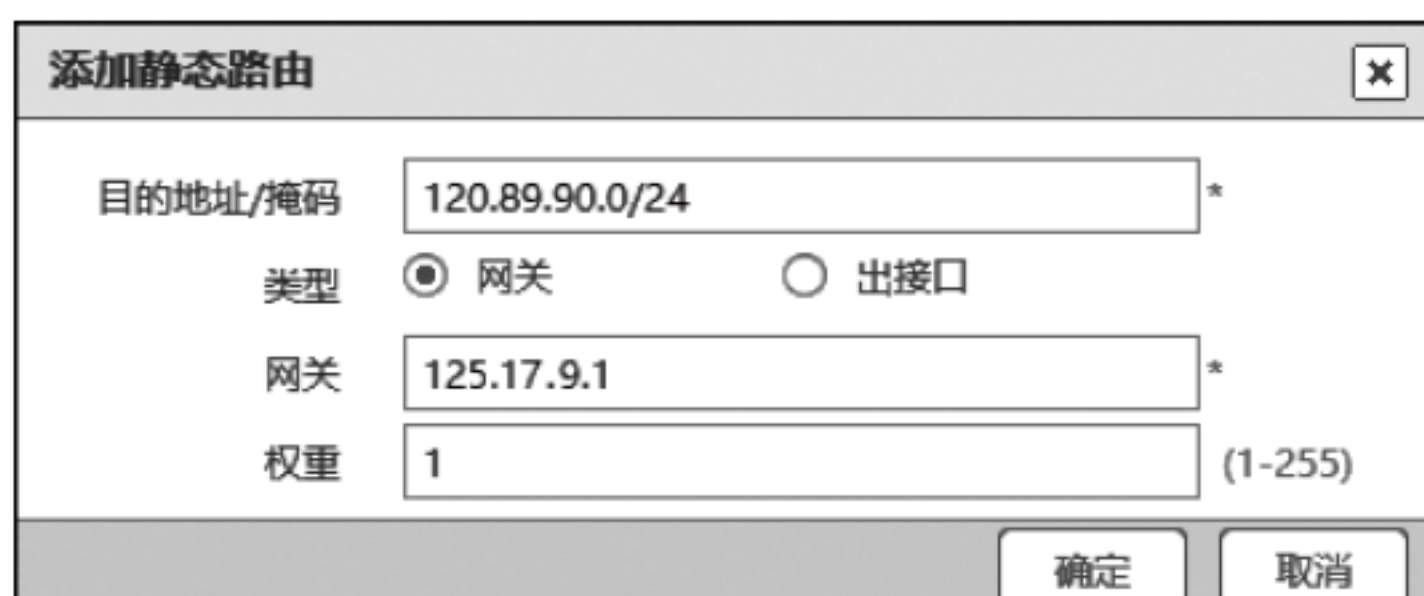 添加静态路由
目的地址/掩码 120.89.90.0/24 *
类型 网关 出接口
网关 125.17.9.1 *
权重 1 (1-255)
确定 取消